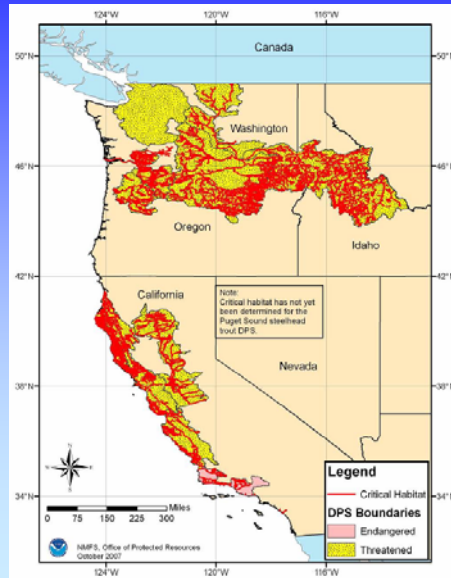 124°W 120°W 116°W
50°N
Canada
50°N
Washington
46°N
46°N
Oregon
Idaho
42°N
42°N
California
Note:
Critical habitat has not yet
been determined for the
Puget Sound steelhead
trout DPS.
Nevada
38°N
38°N
34°N
34°N
Legend
Critical Habitat
DPS Boundaries
Endangered
Threatened
N
W E
S
Miles
0 75 150 225 300
NMFS, Office of Protected Resources
October 2007
124°W 120°W 116°W